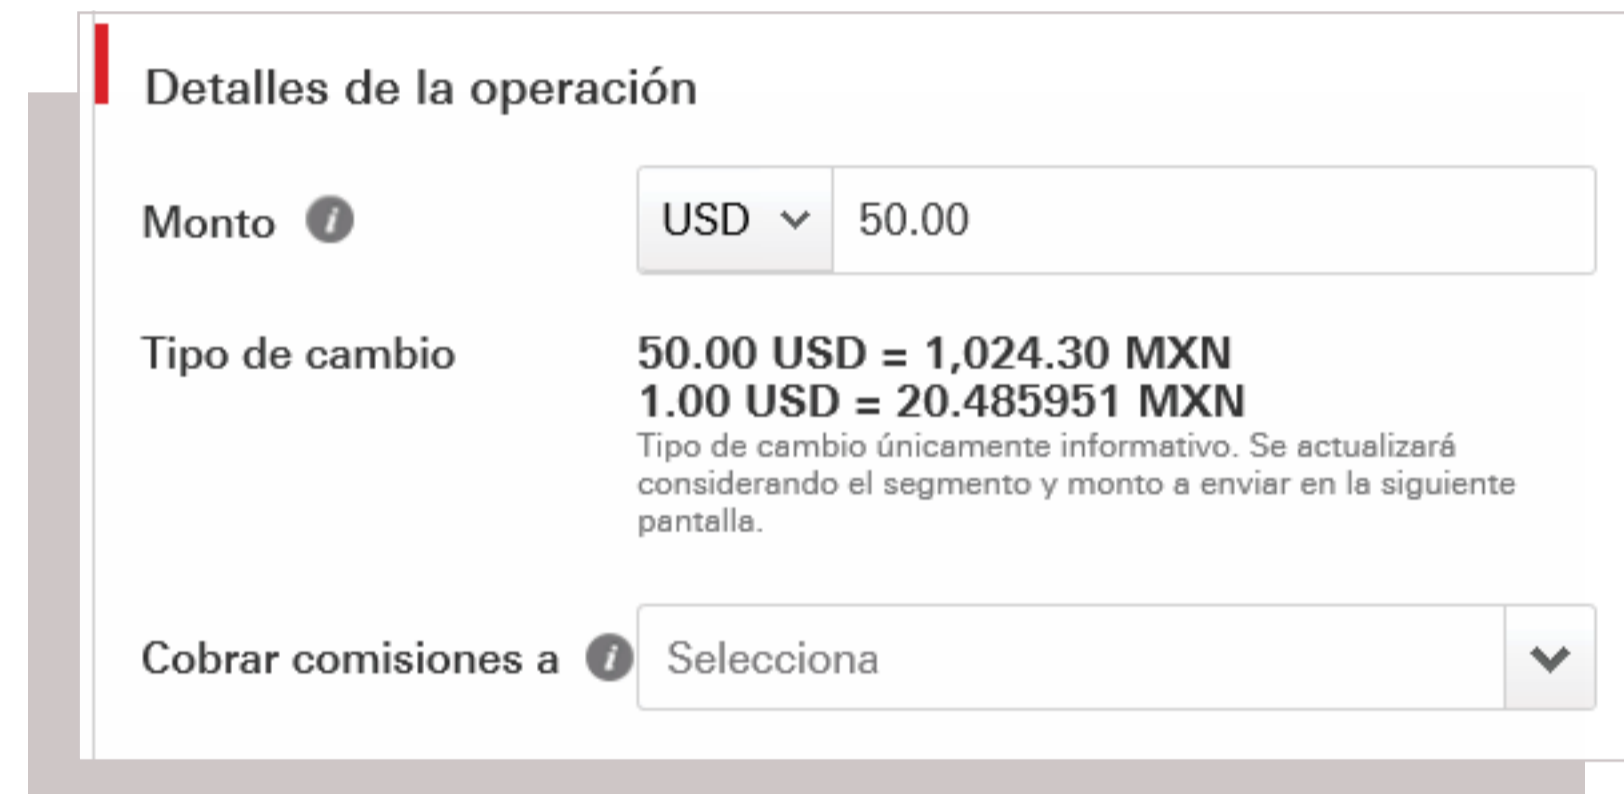 Detalles de la operación
Monto i
USD 50.00
Tipo de cambio
50.00 USD = 1,024.30 MXN
1.00 USD = 20.485951 MXN
Tipo de cambio únicamente informativo. Se actualizará
considerando el segmento y monto a enviar en la siguiente
pantalla.
Cobrar comisiones a i
Selecciona